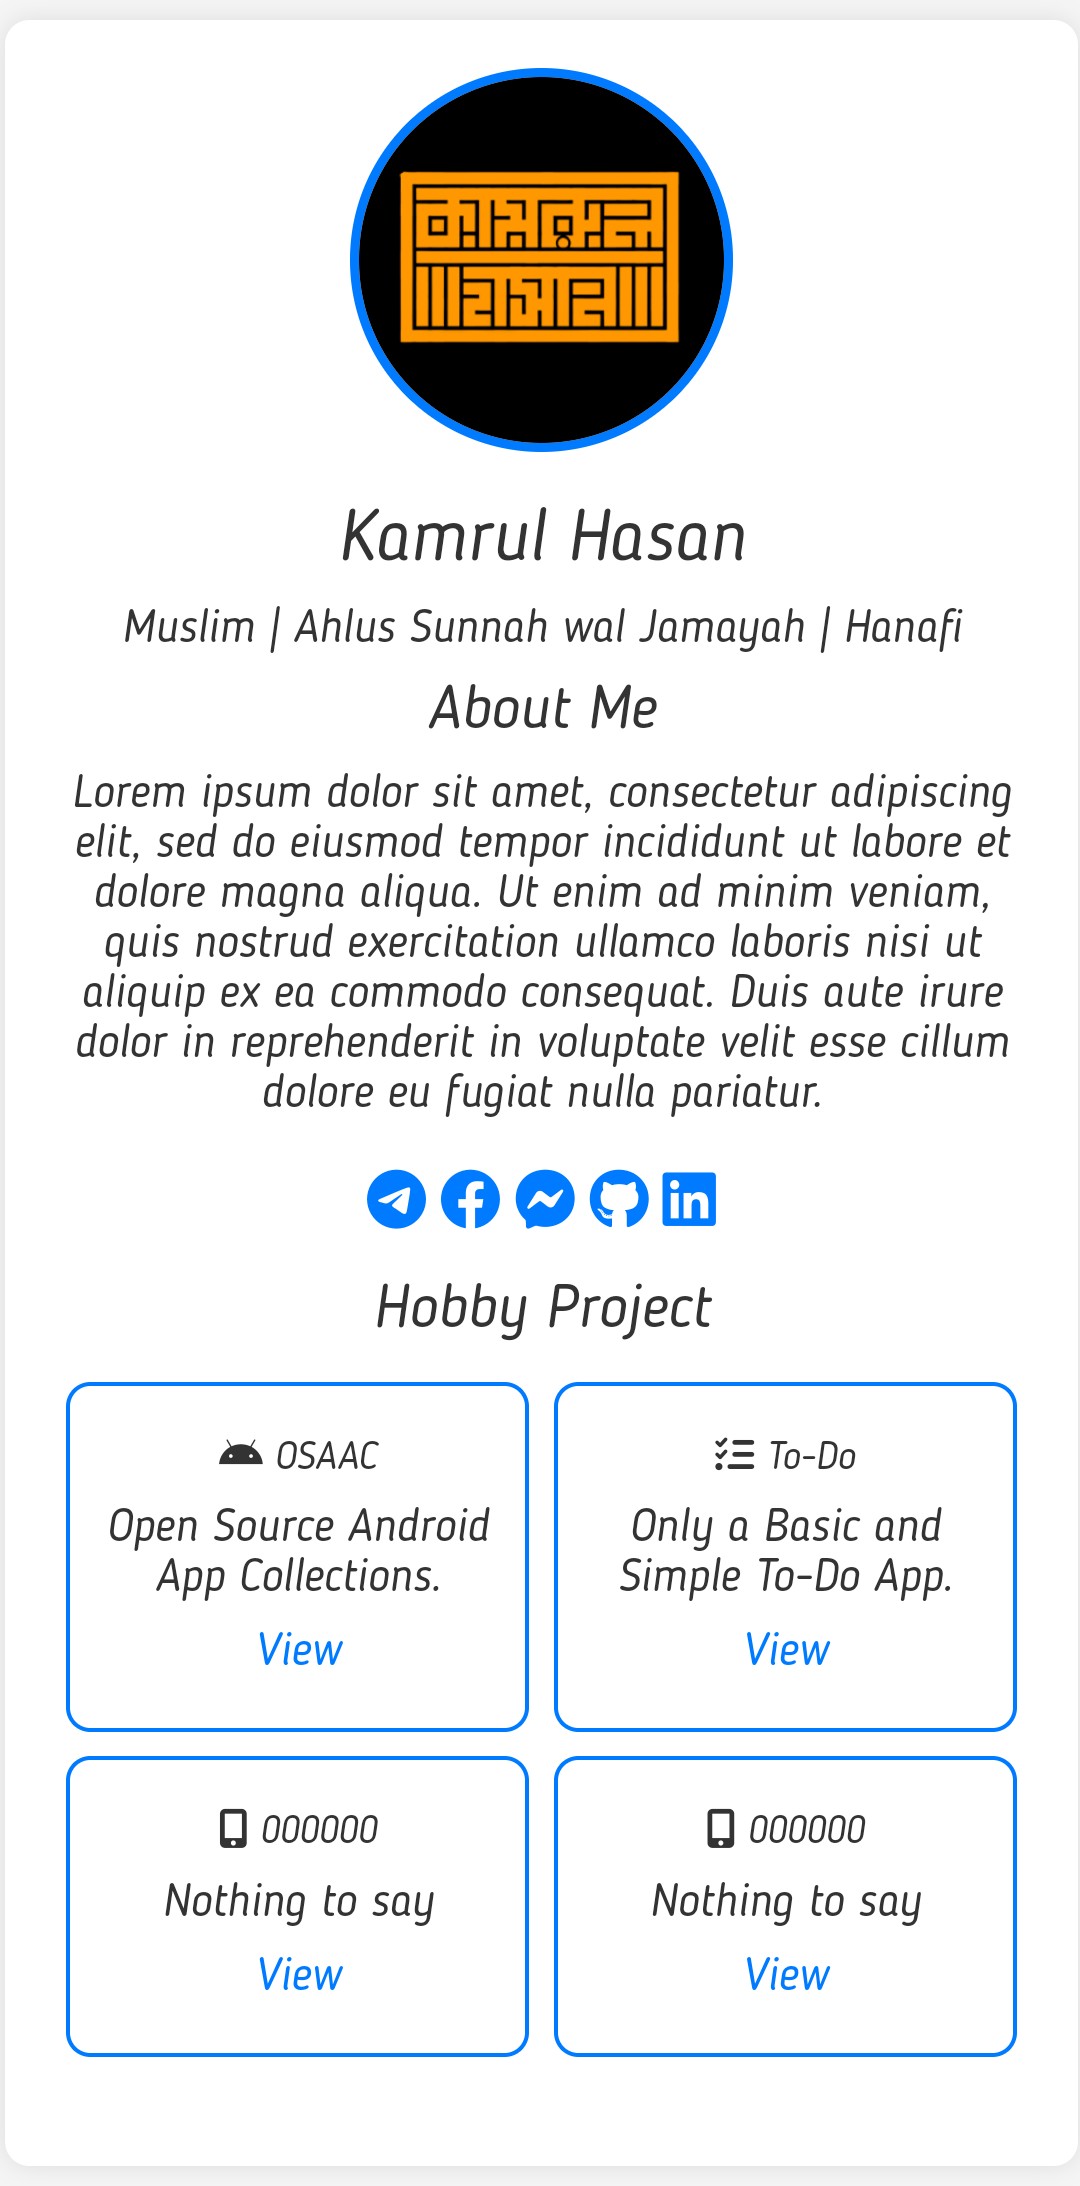 কামরুল
হাসান
Kamrul Hasan
Muslim | Ahlus Sunnah wal Jamayah | Hanafi
About Me
Lorem ipsum dolor sit amet, consectetur adipiscing
elit, sed do eiusmod tempor incididunt ut labore et
dolore magna aliqua. Ut enim ad minim veniam,
quis nostrud exercitation ullamco laboris nisi ut
aliquip ex ea commodo consequat. Duis aute irure
dolor in reprehenderit in voluptate velit esse cillum
dolore eu fugiat nulla pariatur.
Hobby Project
OSAAC
Open Source Android
App Collections.
View
To-Do
Only a Basic and
Simple To-Do App.
View
000000
Nothing to say
View
000000
Nothing to say
View